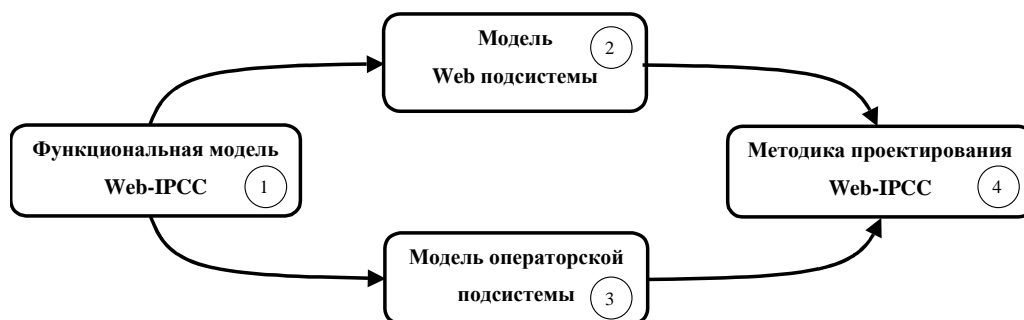 Модель
2
Web подсистемы
Функциональная модель
Web-IPCC
1
Методика проектирования
Web-IPCC
4
Модель операторской
подсистемы
3